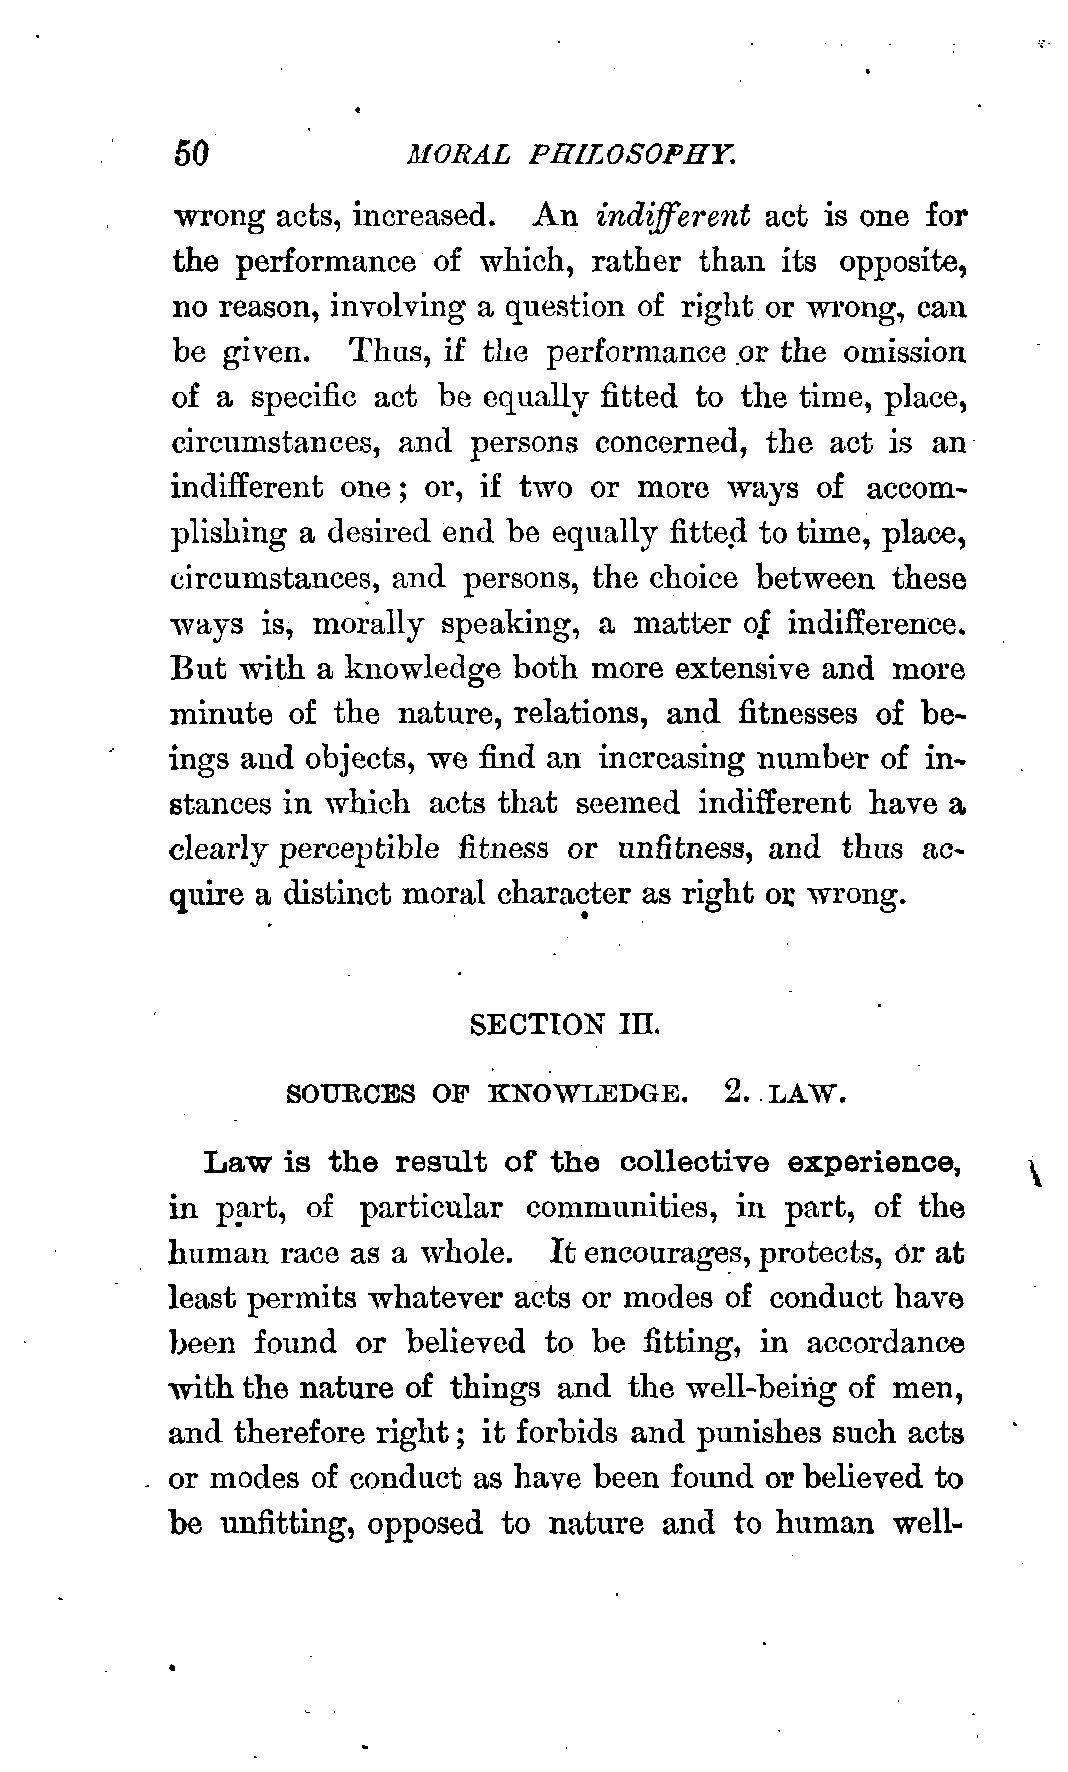 50 MORAL PHILOSOPHY.
wrong acts, increased. An indifferent act is one for
the performance of which, rather than its opposite,
no reason, involving a question of right or wrong, can
be given. Thus, if the performance or the omission
of a specific act be equally fitted to the time, place,
circumstances, and persons concerned, the act is an
indifferent one; or, if two or more ways of accom-
plishing a desired end be equally fitted to time, place,
circumstances, and persons, the choice between these
ways is, morally speaking, a matter of indifference.
But with a knowledge both more extensive and more
minute of the nature, relations, and fitnesses of be-
ings and objects, we find an increasing number of in-
stances in which acts that seemed indifferent have a
clearly perceptible fitness or unfitness, and thus ac-
quire a distinct moral character as right or wrong.
SECTION III.
SOURCES OF KNOWLEDGE. 2. LAW.
Law is the result of the collective experience,
in part, of particular communities, in part, of the
human race as a whole. It encourages, protects, or at
least permits whatever acts or modes of conduct have
been found or believed to be fitting, in accordance
with the nature of things and the well-being of men,
and therefore right; it forbids and punishes such acts
or modes of conduct as have been found or believed to
be unfitting, opposed to nature and to human well-